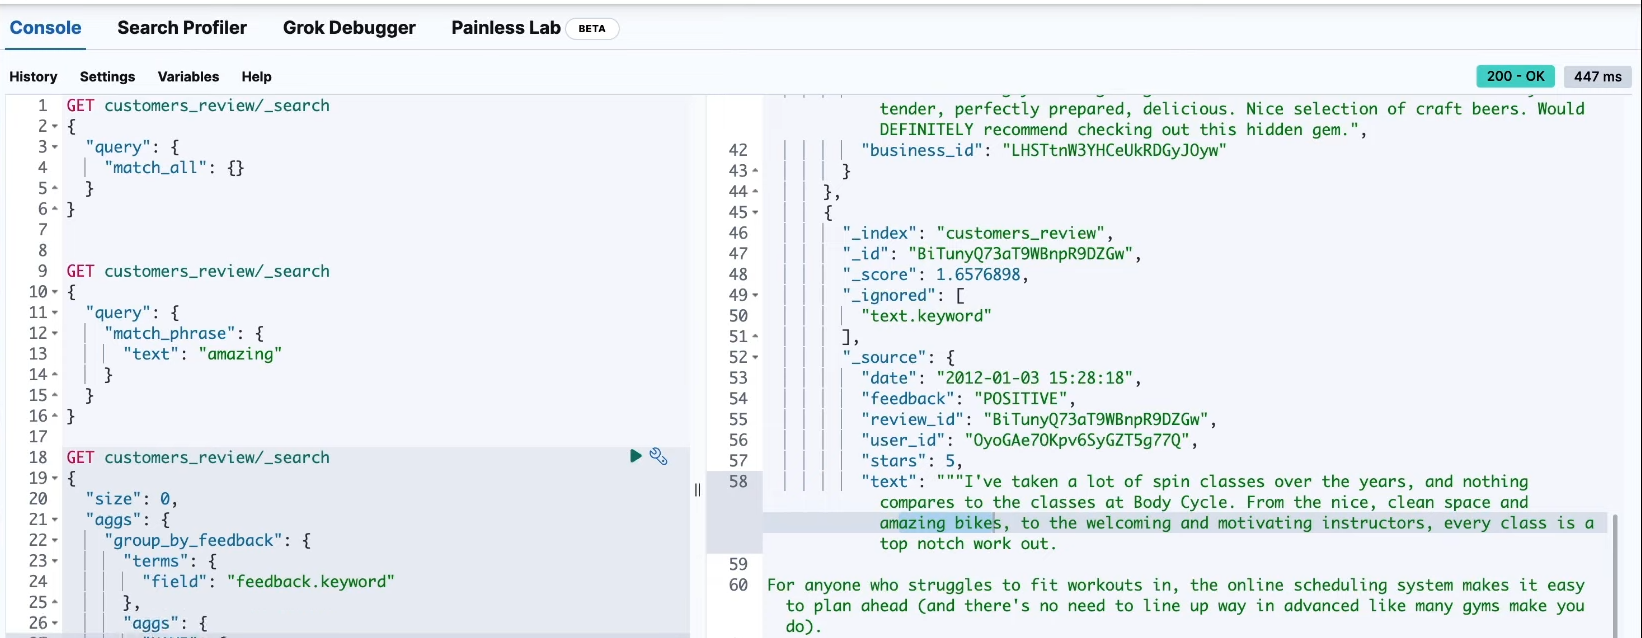 Console Search Profiler Grok Debugger Painless Lab BETA
History Settings Variables Help 200 - OK 447 ms
1 GET customers_review/_search
2 {
3 "query": {
4 "match_all": {}
5 }
6 }
7
8
9 GET customers_review/_search
10 {
11 "query": {
12 "match_phrase": {
13 "text": "amazing"
14 }
15 }
16 }
17
18 GET customers_review/_search
19 {
20 "size": 0,
21 "aggs": {
22 "group_by_feedback": {
23 "terms": {
24 "field": "feedback.keyword"
25 },
26 "aggs": {
tender, perfectly prepared, delicious. Nice selection of craft beers. Would
DEFINITELY recommend checking out this hidden gem.",
42 "business_id": "LHSTtnW3YHCeUkRDGyJOyw"
43 }
44 },
45 {
46 "_index": "customers_review",
47 "_id": "BiTunyQ73aT9WBnpR9DZGw",
48 "_score": 1.6576898,
49 "_ignored": [
50 "text.keyword"
51 ],
52 "_source": {
53 "date": "2012-01-03 15:28:18",
54 "feedback": "POSITIVE",
55 "review_id": "BiTunyQ73aT9WBnpR9DZGw",
56 "user_id": "OyoGAe7OKpv6SyGZT5g77Q",
57 "stars": 5,
58 "text": """I've taken a lot of spin classes over the years, and nothing
compares to the classes at Body Cycle. From the nice, clean space and
amazing bikes, to the welcoming and motivating instructors, every class is a
top notch work out.
59
60 For anyone who struggles to fit workouts in, the online scheduling system makes it easy
to plan ahead (and there's no need to line up way in advanced like many gyms make you
do).